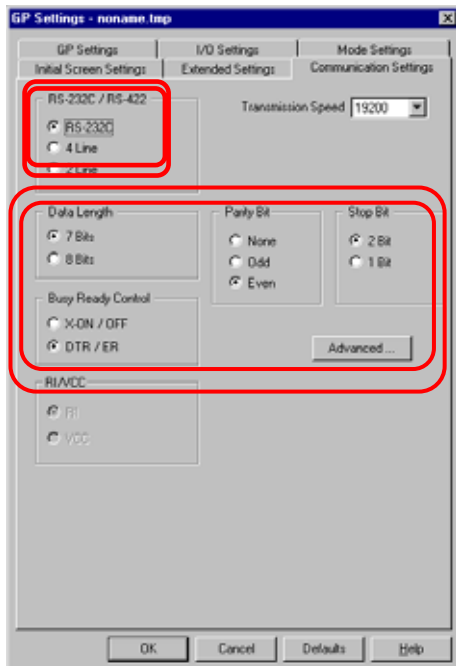 GP Settings - noname.tmp
GP Settings
I/O Settings
Mode Settings
Initial Screen Settings
Extended Settings
Communication Settings
RS-232C / RS-422
Transmission Speed
19200
RS-232C
4 Line
2 Line
Data Length
Parity Bit
Stop Bit
7 Bits
None
2 Bit
8 Bits
Odd
1 Bit
Even
Busy Ready Control
X-ON / OFF
DTR / ER
Advanced ...
RI/VCC
RI
VCC
OK
Cancel
Defaults
Help